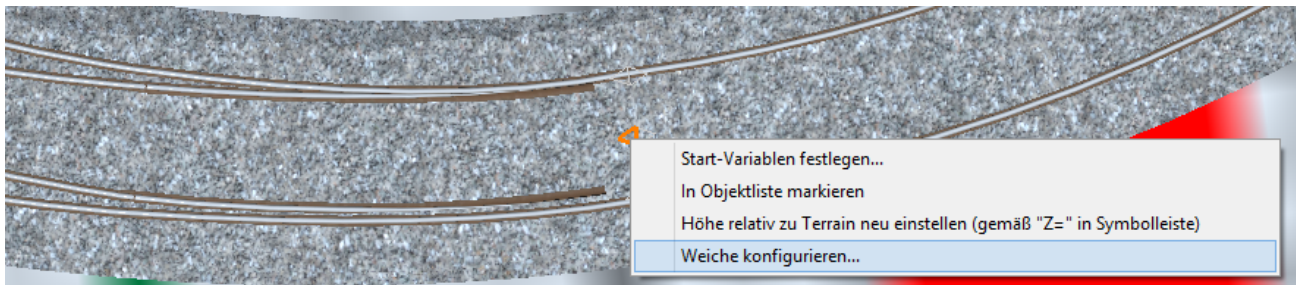 Start-Variablen festlegen...
In Objektliste markieren
Höhe relativ zu Terrain neu einstellen (gemäß "Z=" in Symbolleiste)
Weiche konfigurieren...